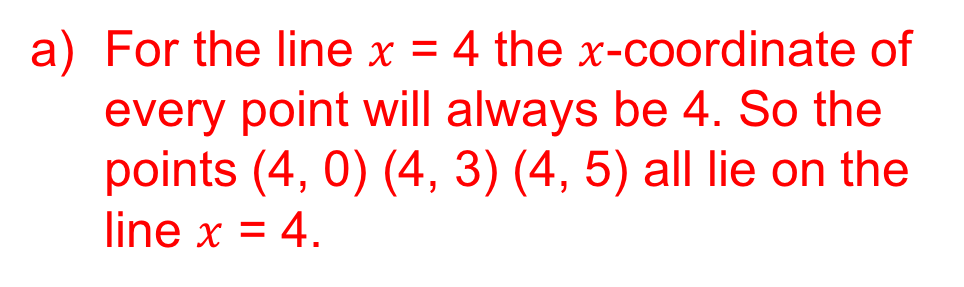 a) For the line x = 4 the x-coordinate of
every point will always be 4. So the
points (4, 0) (4, 3) (4, 5) all lie on the
line x = 4.